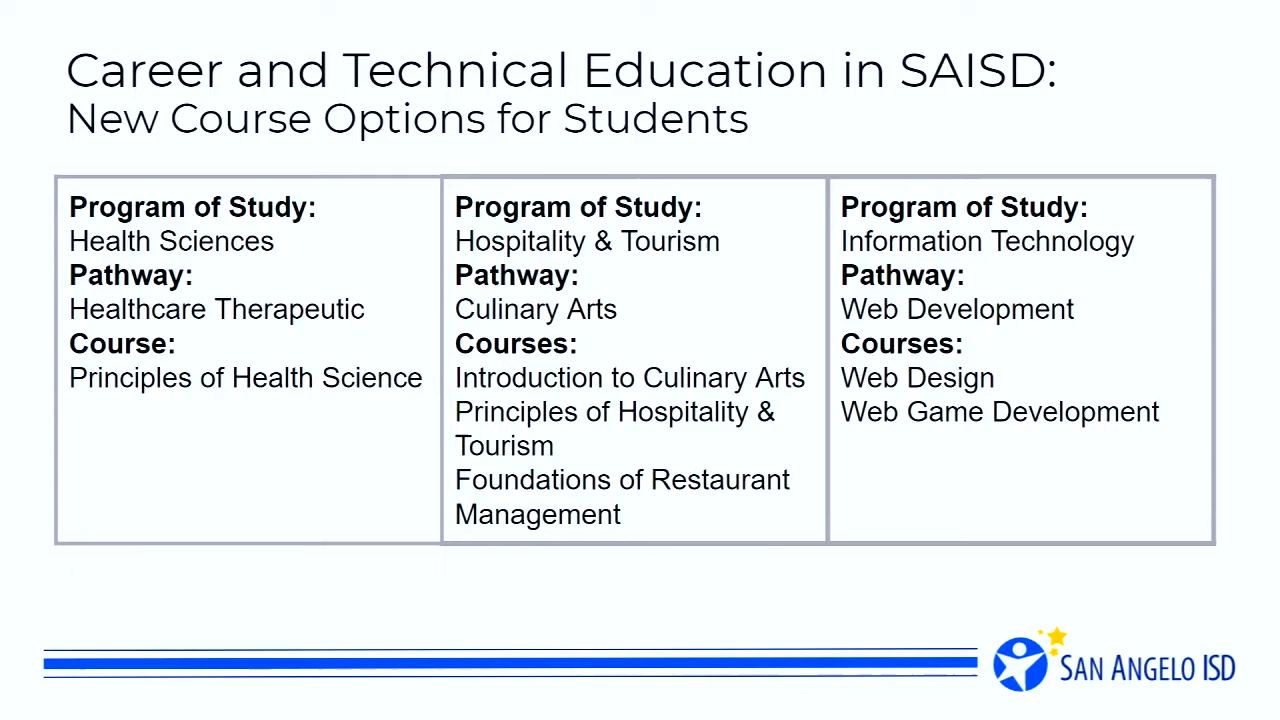 Career and Technical Education in SAISD:
New Course Options for Students
Program of Study:
Health Sciences
Pathway:
Healthcare Therapeutic
Course:
Principles of Health Science
Program of Study:
Hospitality & Tourism
Pathway:
Culinary Arts
Courses:
Introduction to Culinary Arts
Principles of Hospitality &
Tourism
Foundations of Restaurant
Management
Program of Study:
Information Technology
Pathway:
Web Development
Courses:
Web Design
Web Game Development
SAN ANGELO ISD